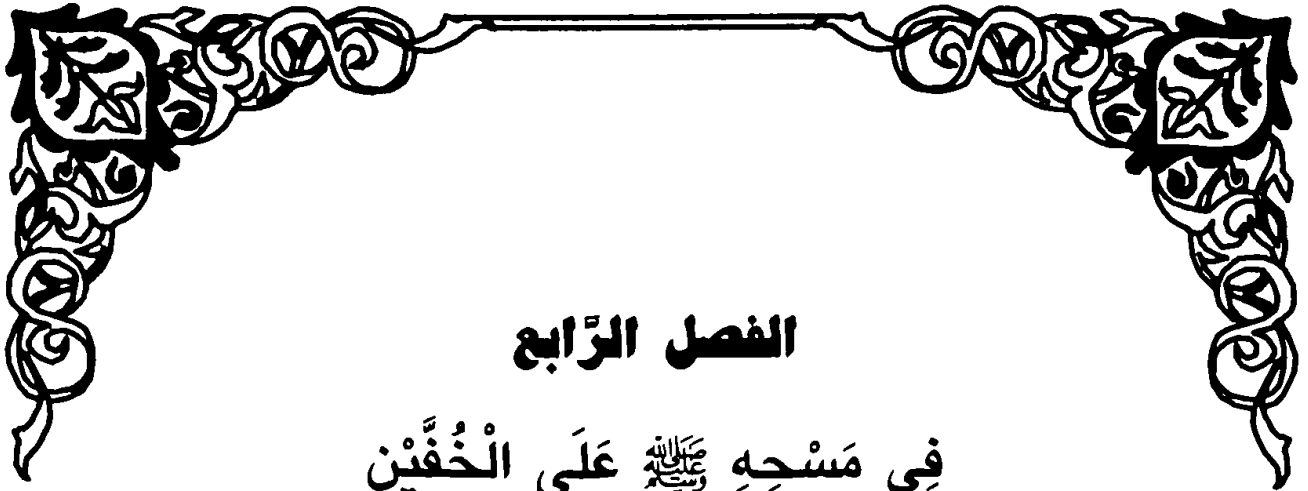 الفصل الرَّابع
فِي مَسْحِهِ ﷺ عَلَى الْخُفَّيْنِ